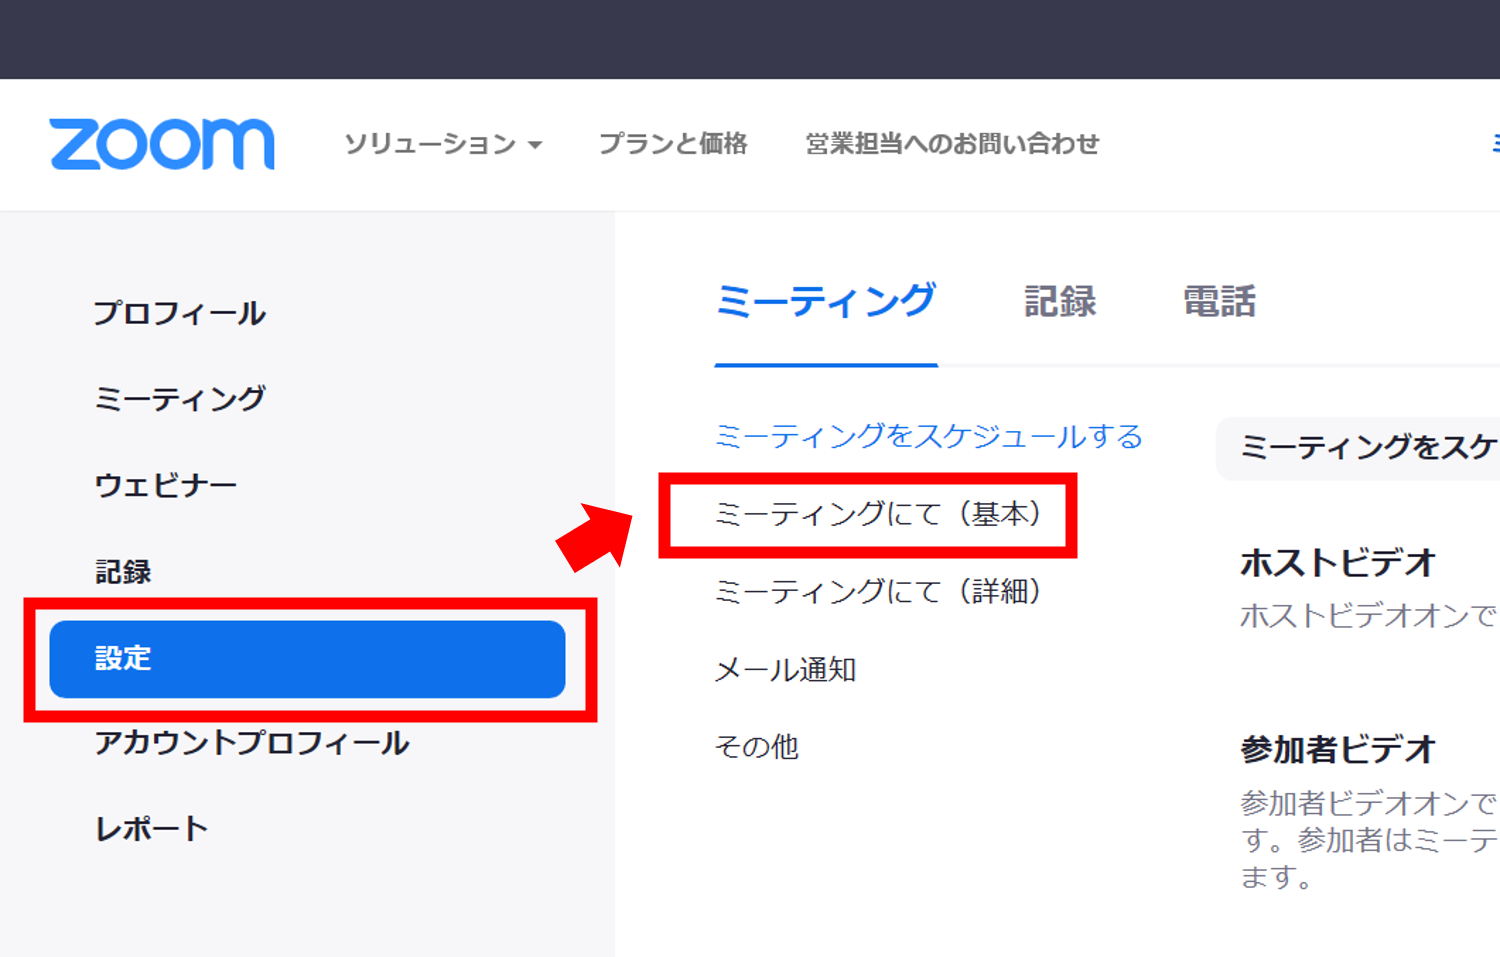 zoom
ソリューション
プランと価格
営業担当へのお問い合わせ
プロフィール
ミーティング
ウェビナー
記録
設定
アカウントプロフィール
レポート
ミーティング
記録
電話
ミーティングをスケジュールする
ミーティングにて（基本）
ミーティングにて（詳細）
メール通知
その他
ミーティングをスケ
ホストビデオ
ホストビデオオンで
参加者ビデオ
参加者ビデオオンで
す。参加者はミーテ
ます。